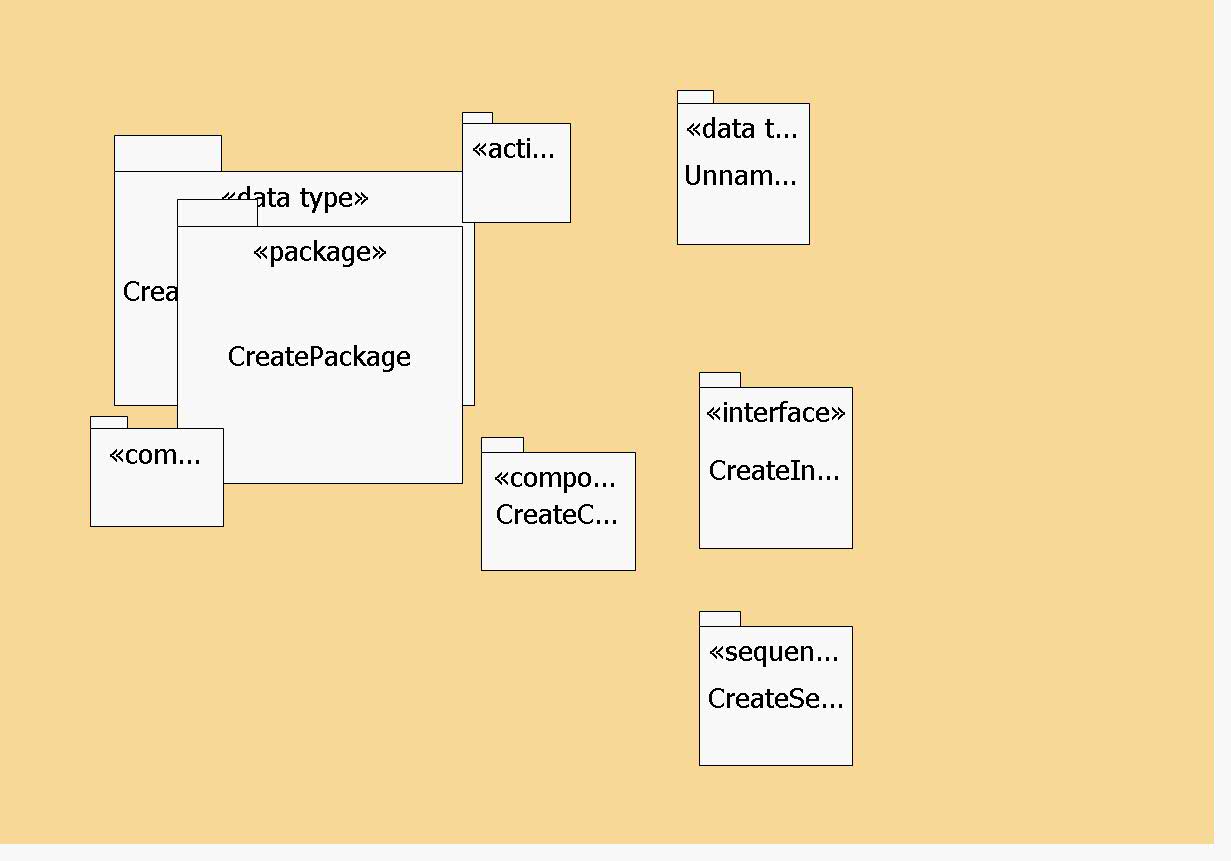 «acti...
«data t...
Unnam...
«data type»
Crea
«package»
CreatePackage
«com...
«compo...
CreateC...
«interface»
CreateIn...
«sequen...
CreateSe...